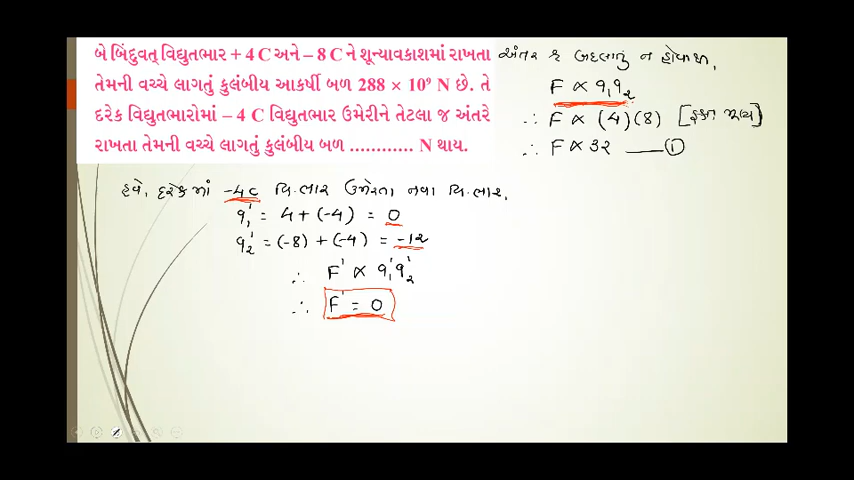 બે બિંદુવત્ વિદ્યુતભાર + 4 C અને – 8 C ને શૂન્યાવકાશમાં રાખતા
તેમની વચ્ચે લાગતું કુલંબીય આકર્ષી બળ 288 × 10⁹ N છે. તે
દરેક વિદ્યુતભારોમાં – 4 C વિદ્યુતભાર ઉમેરીને તેટલા જ અંતરે
રાખતા તેમની વચ્ચે લાગતું કુલંબીય બળ ............ N થાય.
અંતર r બદલાતું ન હોવાથી,
F ∝ q₁q₂
∴ F ∝ (4)(8) [ફક્ત મૂલ્ય]
∴ F ∝ 32 —— ①
હવે, દરેકમાં -4C વિ.ભાર ઉમેરતા નવા વિ.ભાર,
q₁' = 4 + (-4) = 0
q₂' = (-8) + (-4) = -12
∴ F' ∝ q₁'q₂'
∴ F' = 0